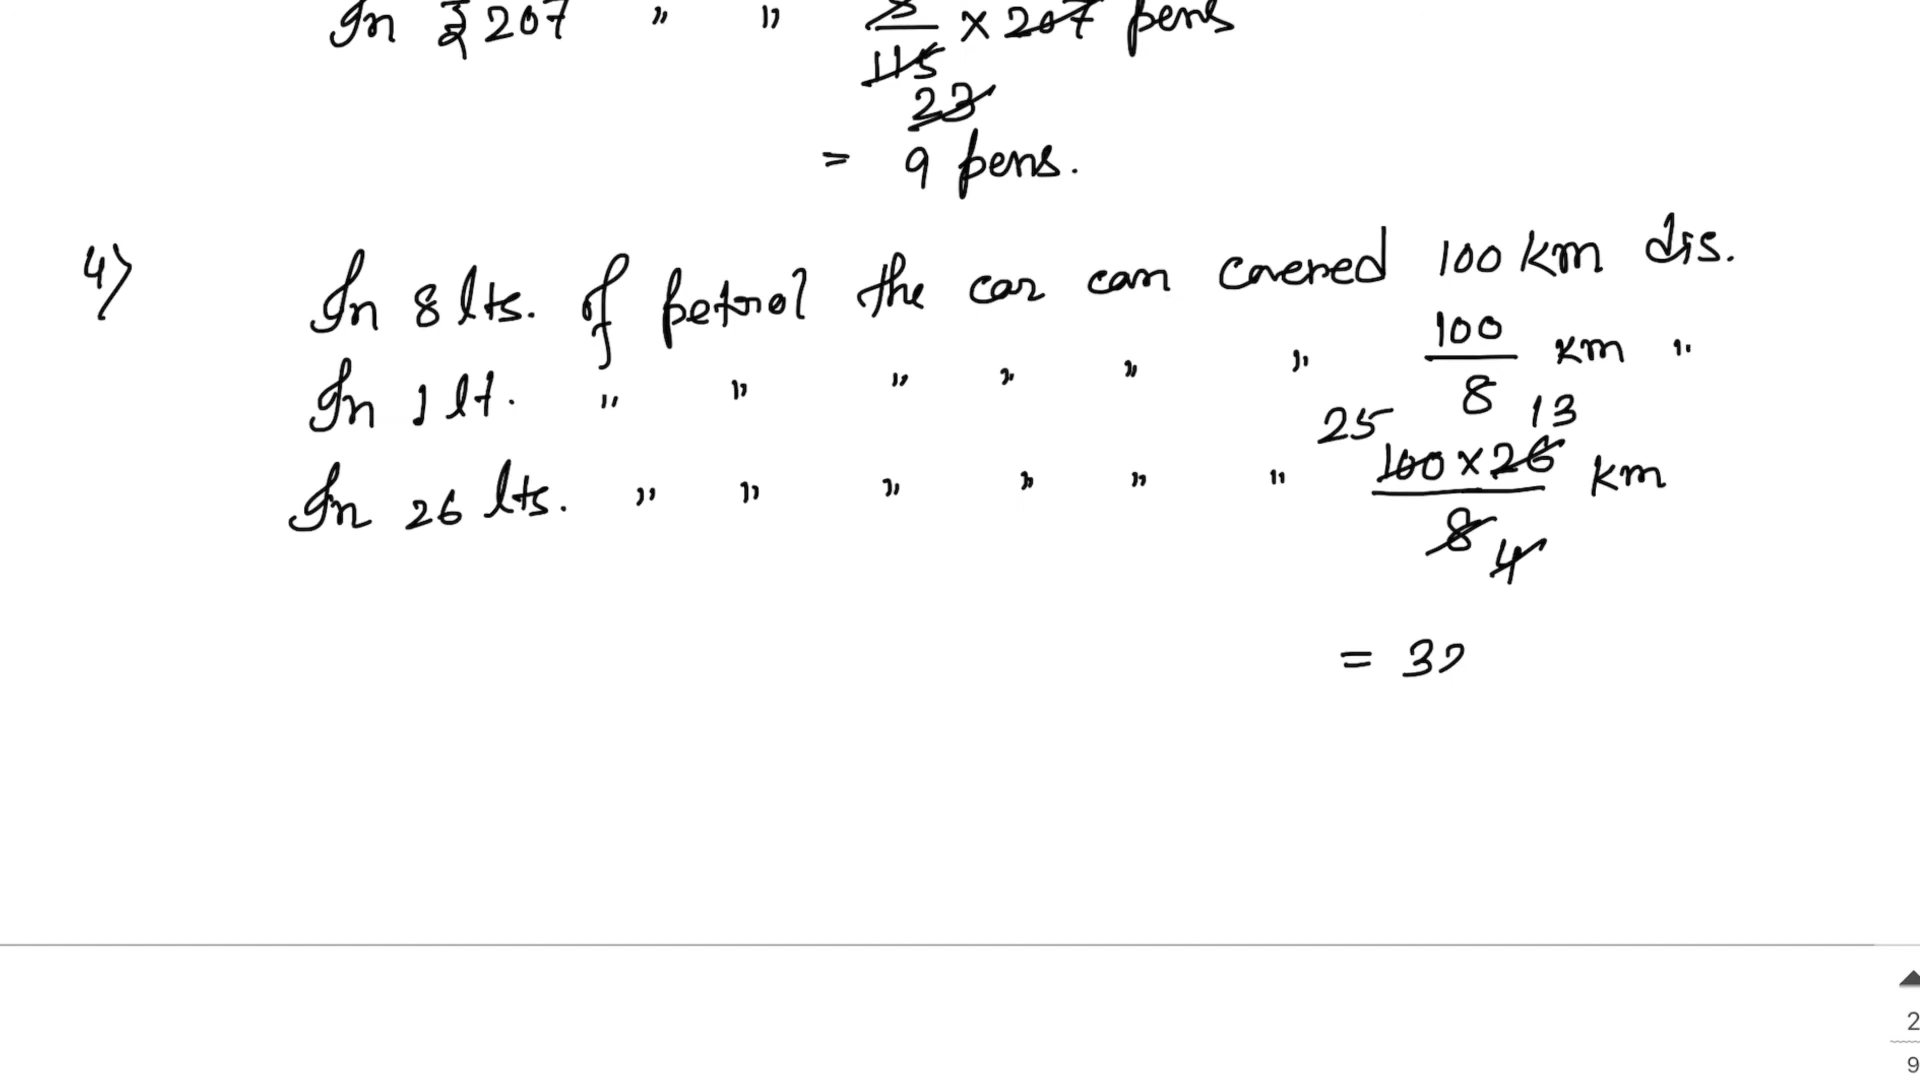 In ₹ 207 " " 5/115 × 207 pens
23
= 9 pens.
4) In 8 lts. of petrol the car can covered 100 km dis.
In 1 lt. " " " " " " 100/8 km "
25 13
In 26 lts. " " " " " " 100 × 26/8 km
4
= 32
2
9